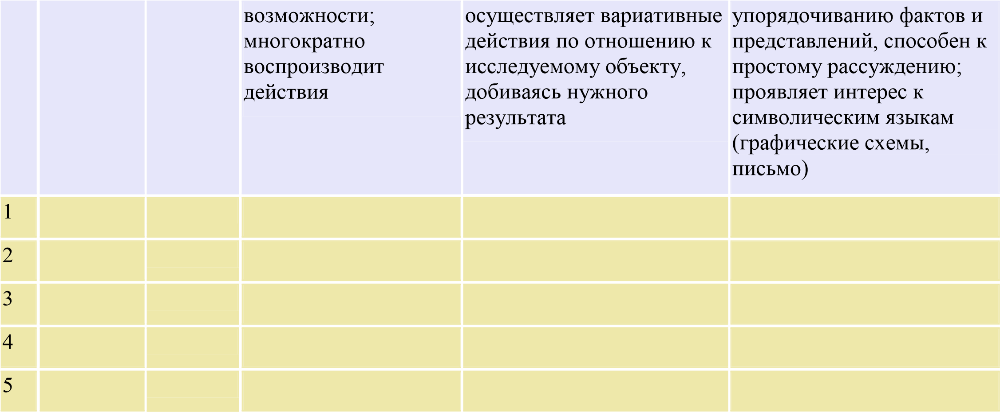 возможности;
многократно
воспроизводит
действия
осуществляет вариативные
действия по отношению к
исследуемому объекту,
добиваясь нужного
результата
упорядочиванию фактов и
представлений, способен к
простому рассуждению;
проявляет интерес к
символическим языкам
(графические схемы,
письмо)
1
2
3
4
5